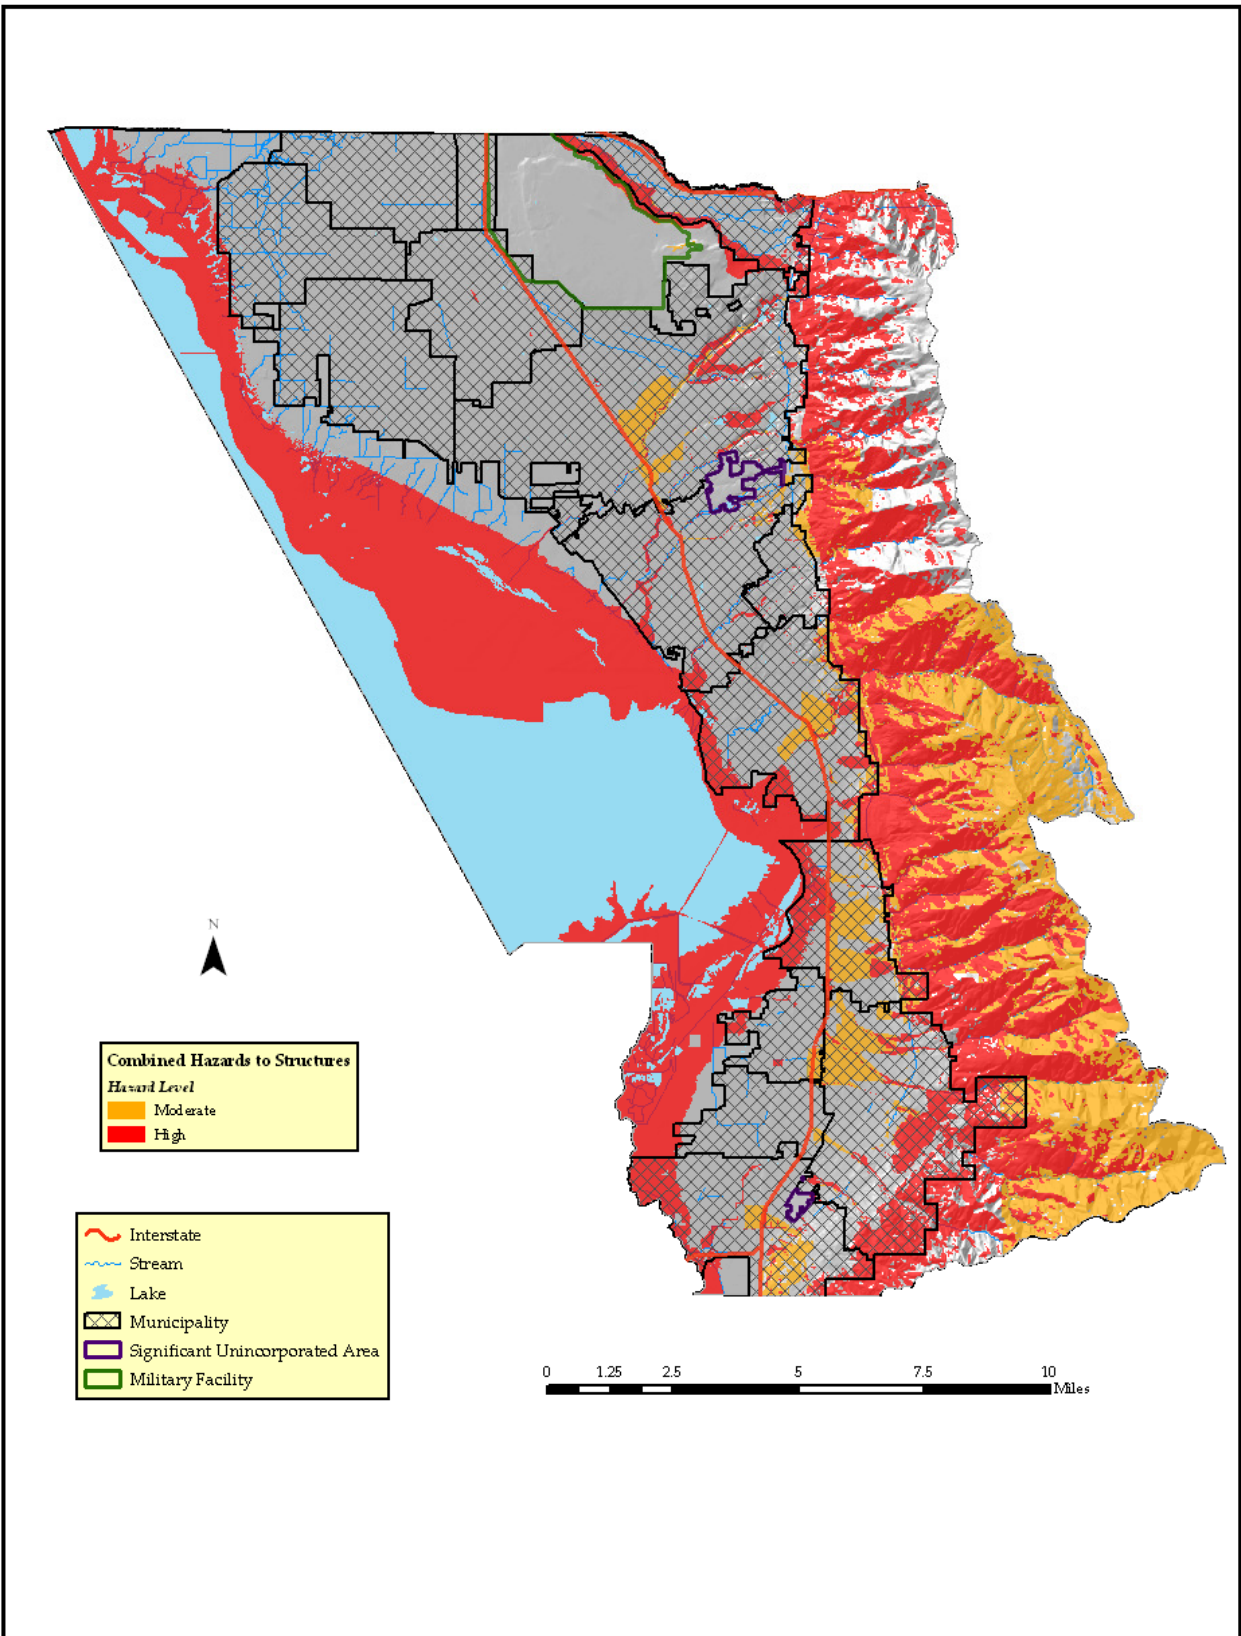 N
Combined Hazards to Structures
Hazard Level
Moderate
High
Interstate
Stream
Lake
Municipality
Significant Unincorporated Area
Military Facility
0 1.25 2.5 5 7.5 10
Miles